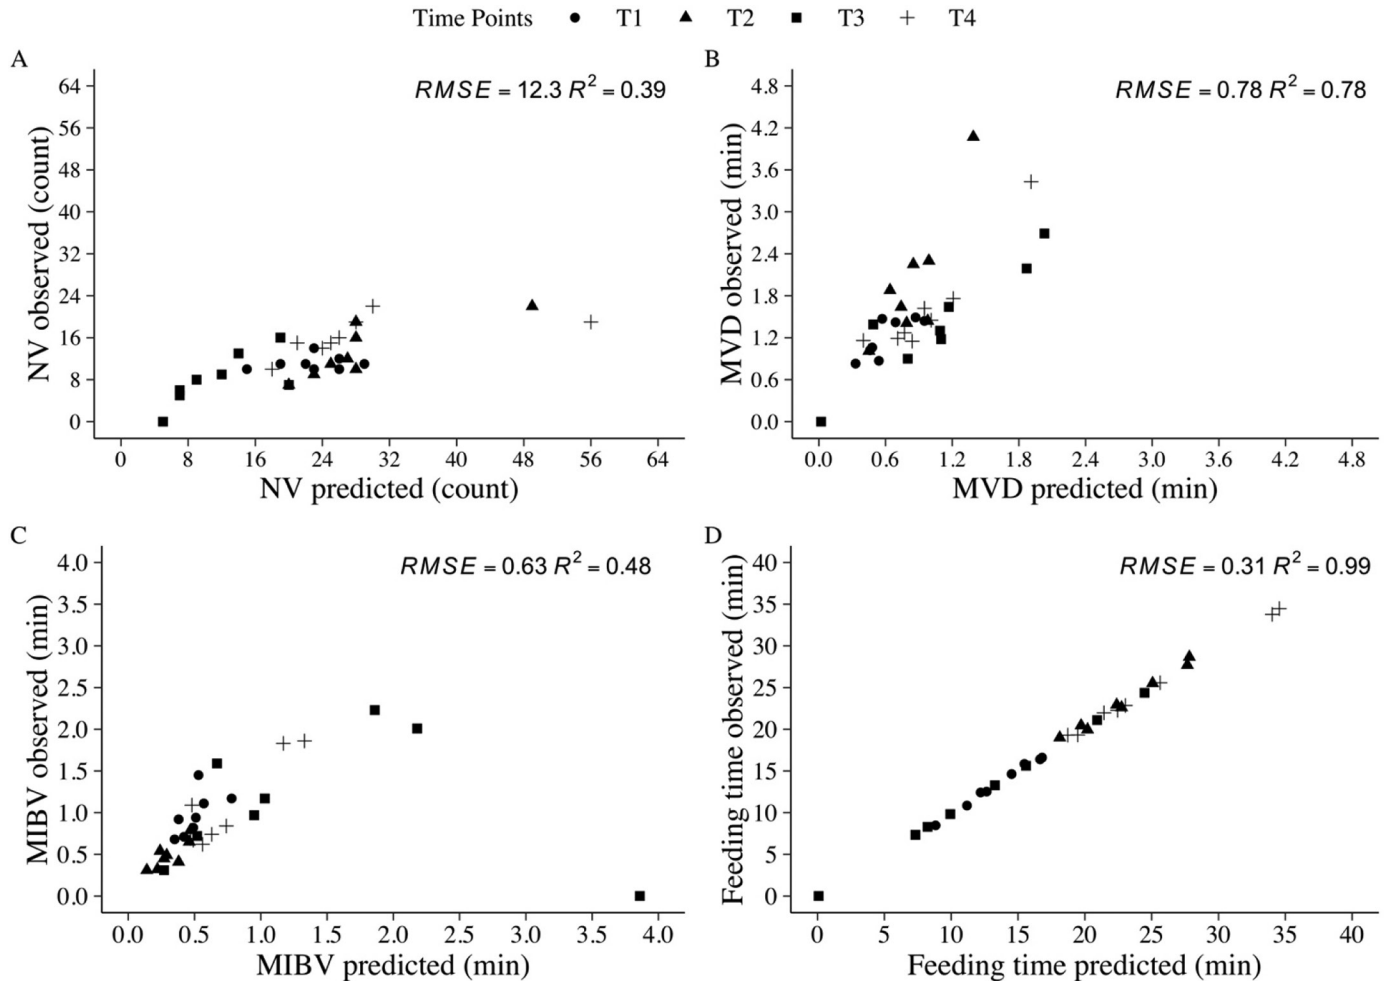 Time Points T1 T2 T3 T4
A
RMSE = 12.3 R² = 0.39
NV observed (count)
64
56
48
40
32
24
16
8
0
0 8 16 24 32 40 48 56 64
NV predicted (count)
B
RMSE = 0.78 R² = 0.78
MVD observed (min)
4.8
4.2
3.6
3.0
2.4
1.8
1.2
0.6
0.0
0.0 0.6 1.2 1.8 2.4 3.0 3.6 4.2 4.8
MVD predicted (min)
C
RMSE = 0.63 R² = 0.48
MIBV observed (min)
4.0
3.5
3.0
2.5
2.0
1.5
1.0
0.5
0.0
0.0 0.5 1.0 1.5 2.0 2.5 3.0 3.5 4.0
MIBV predicted (min)
D
RMSE = 0.31 R² = 0.99
Feeding time observed (min)
40
35
30
25
20
15
10
5
0
0 5 10 15 20 25 30 35 40
Feeding time predicted (min)